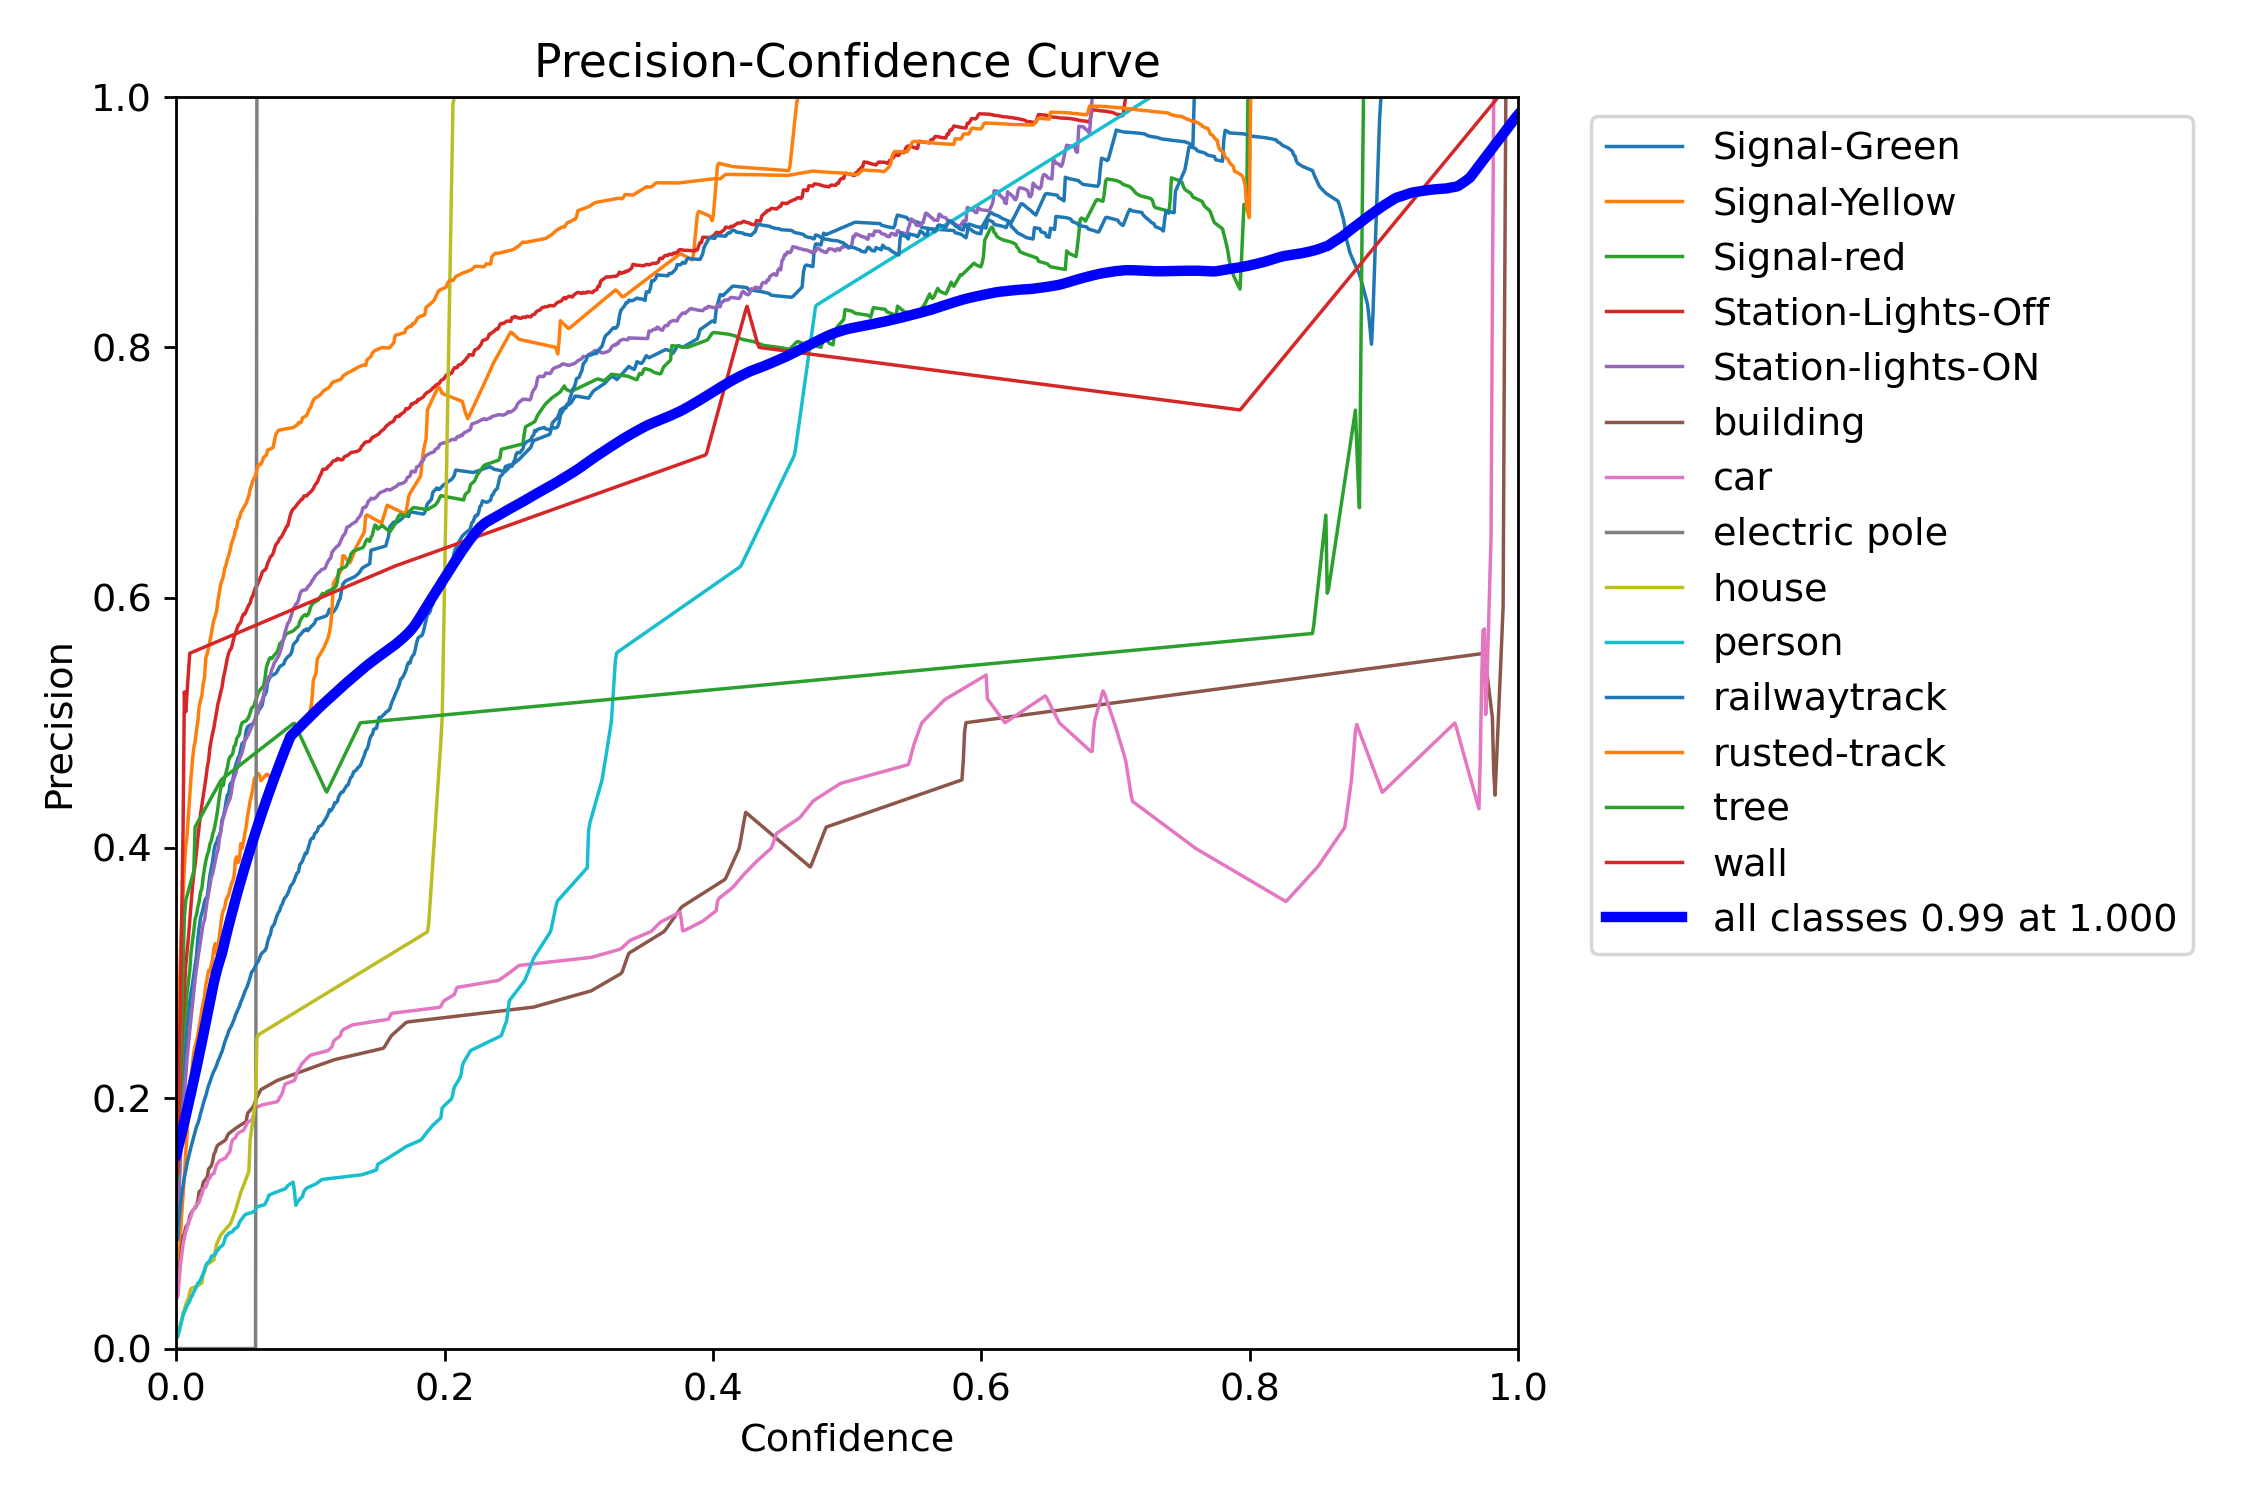 Precision-Confidence Curve
1.0
0.8
0.6
0.4
0.2
0.0
Precision
0.0 0.2 0.4 0.6 0.8 1.0
Confidence
Signal-Green
Signal-Yellow
Signal-red
Station-Lights-Off
Station-lights-ON
building
car
electric pole
house
person
railwaytrack
rusted-track
tree
wall
all classes 0.99 at 1.000